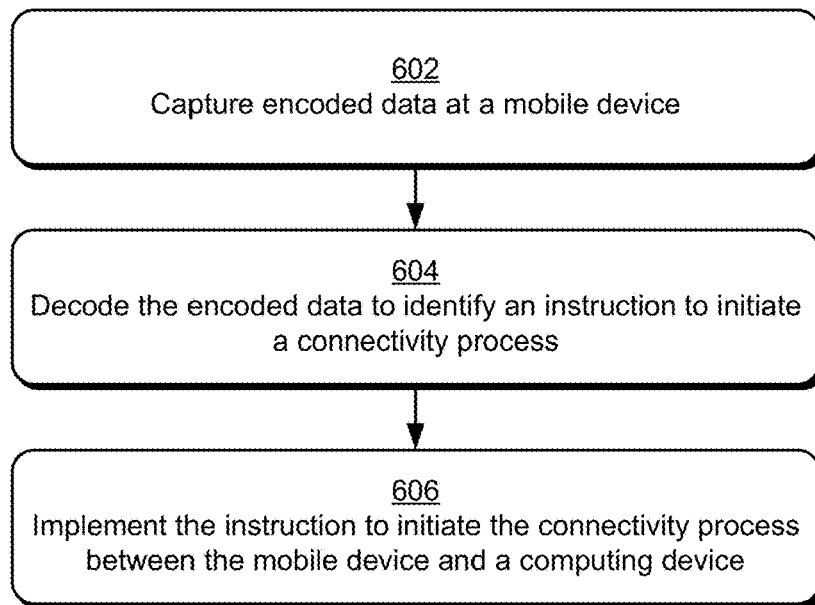 602
Capture encoded data at a mobile device
604
Decode the encoded data to identify an instruction to initiate
a connectivity process
606
Implement the instruction to initiate the connectivity process
between the mobile device and a computing device